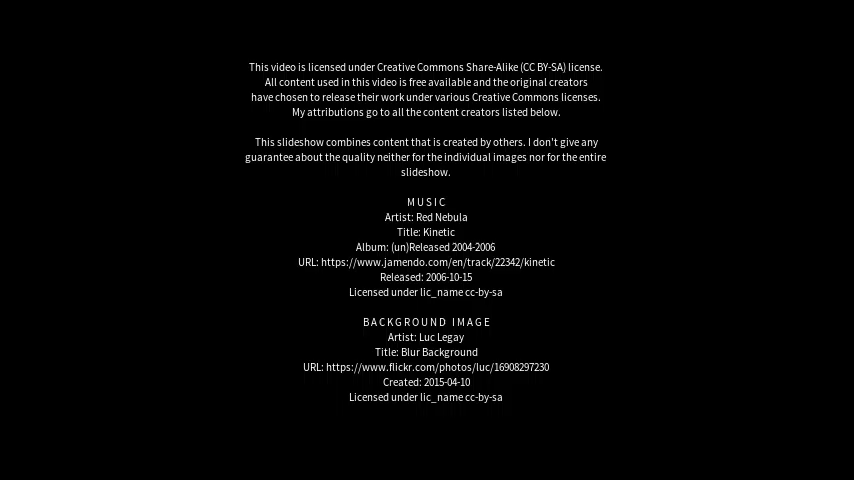 This video is licensed under Creative Commons Share-Alike (CC BY-SA) license.
All content used in this video is free available and the original creators
have chosen to release their work under various Creative Commons licenses.
My attributions go to all the content creators listed below.
This slideshow combines content that is created by others. I don't give any
guarantee about the quality neither for the individual images nor for the entire
slideshow.
MUSIC
Artist: Red Nebula
Title: Kinetic
Album: (un)Released 2004-2006
URL: https://www.jamendo.com/en/track/22342/kinetic
Released: 2006-10-15
Licensed under lic_name cc-by-sa
BACKGROUND IMAGE
Artist: Luc Legay
Title: Blur Background
URL: https://www.flickr.com/photos/luc/16908297230
Created: 2015-04-10
Licensed under lic_name cc-by-sa